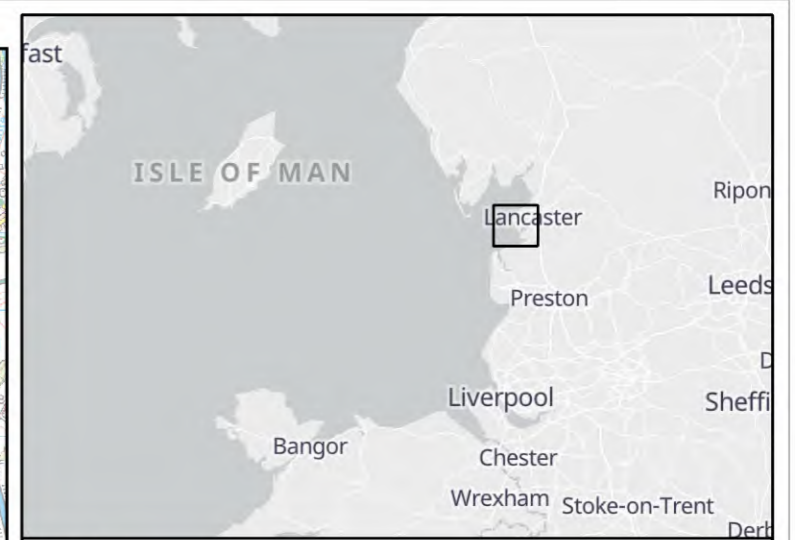 fast
ISLE OF MAN
Ripon
Lancaster
Leeds
Preston
D
Liverpool
Sheffi
Bangor
Chester
Wrexham
Stoke-on-Trent
Derb